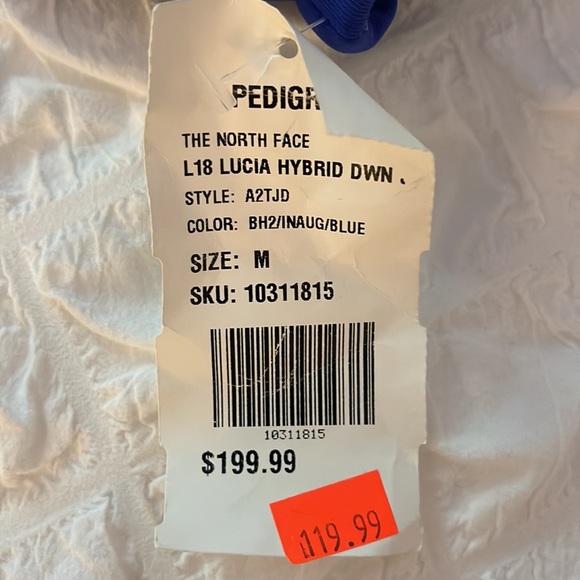 PEDIGR
THE NORTH FACE
L18 LUCIA HYBRID DWN .
STYLE: A2TJD
COLOR: BH2/INAUG/BLUE
SIZE: M
SKU: 10311815
10311815
$199.99
119.99